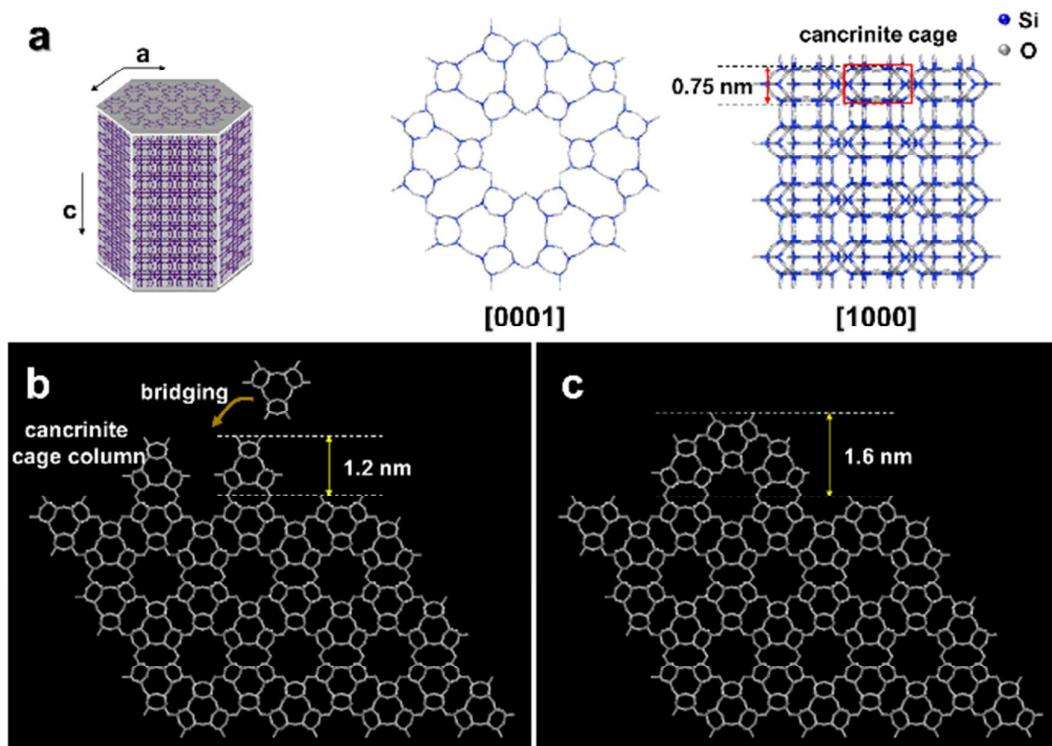 a
a
c
cancrinite cage
Si
O
0.75 nm
[0001]
[1000]
b
bridging
cancrinite
cage column
1.2 nm
c
1.6 nm